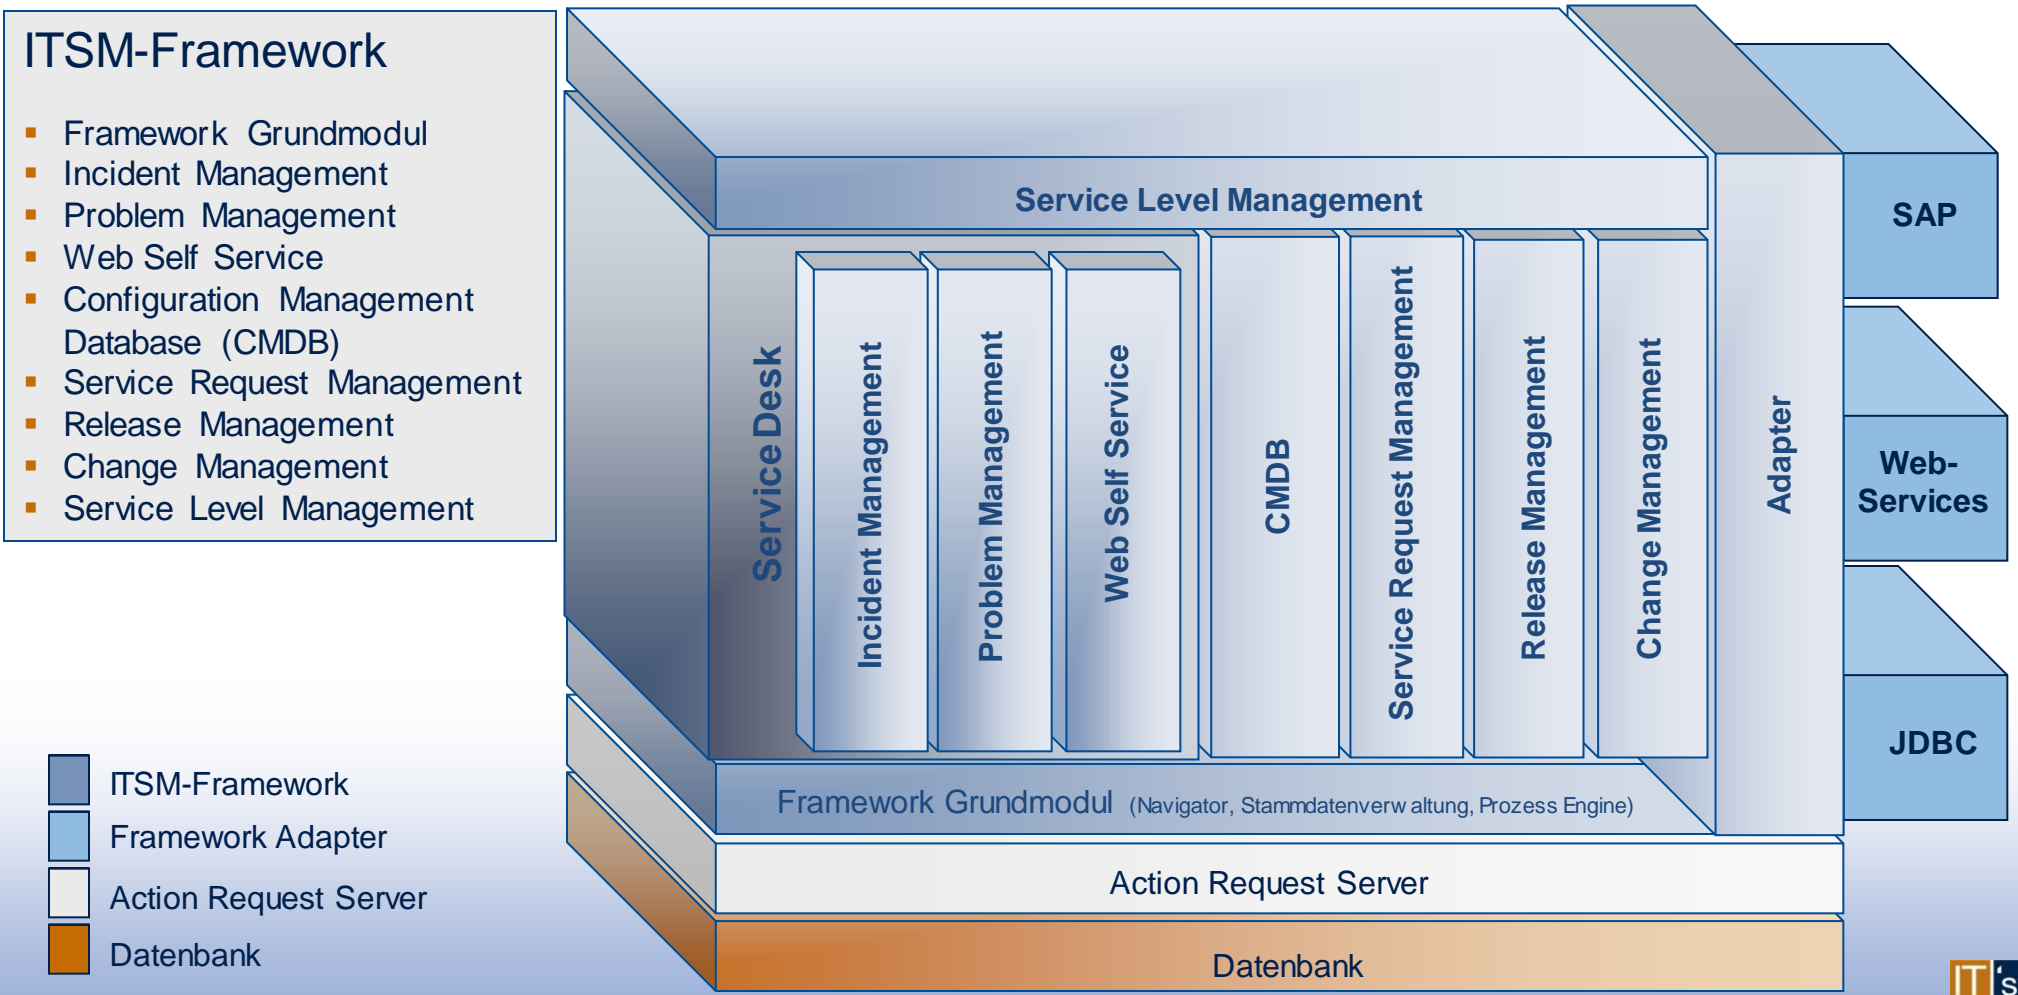 ITSM-Framework
Framework Grundmodul
Incident Management
Problem Management
Web Self Service
Configuration Management
Database (CMDB)
Service Request Management
Release Management
Change Management
Service Level Management
ITSM-Framework
Framework Adapter
Action Request Server
Datenbank
Service Level Management
Service Desk
Incident Management
Problem Management
Web Self Service
CMDB
Service Request Management
Release Management
Change Management
Adapter
SAP
Web-
Services
JDBC
Framework Grundmodul (Navigator, Stammdatenverwaltung, Prozess Engine)
Action Request Server
Datenbank
IT's